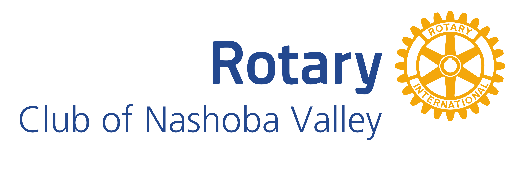 Rotary
Club of Nashoba Valley
ROTARY
INTERNATIONAL